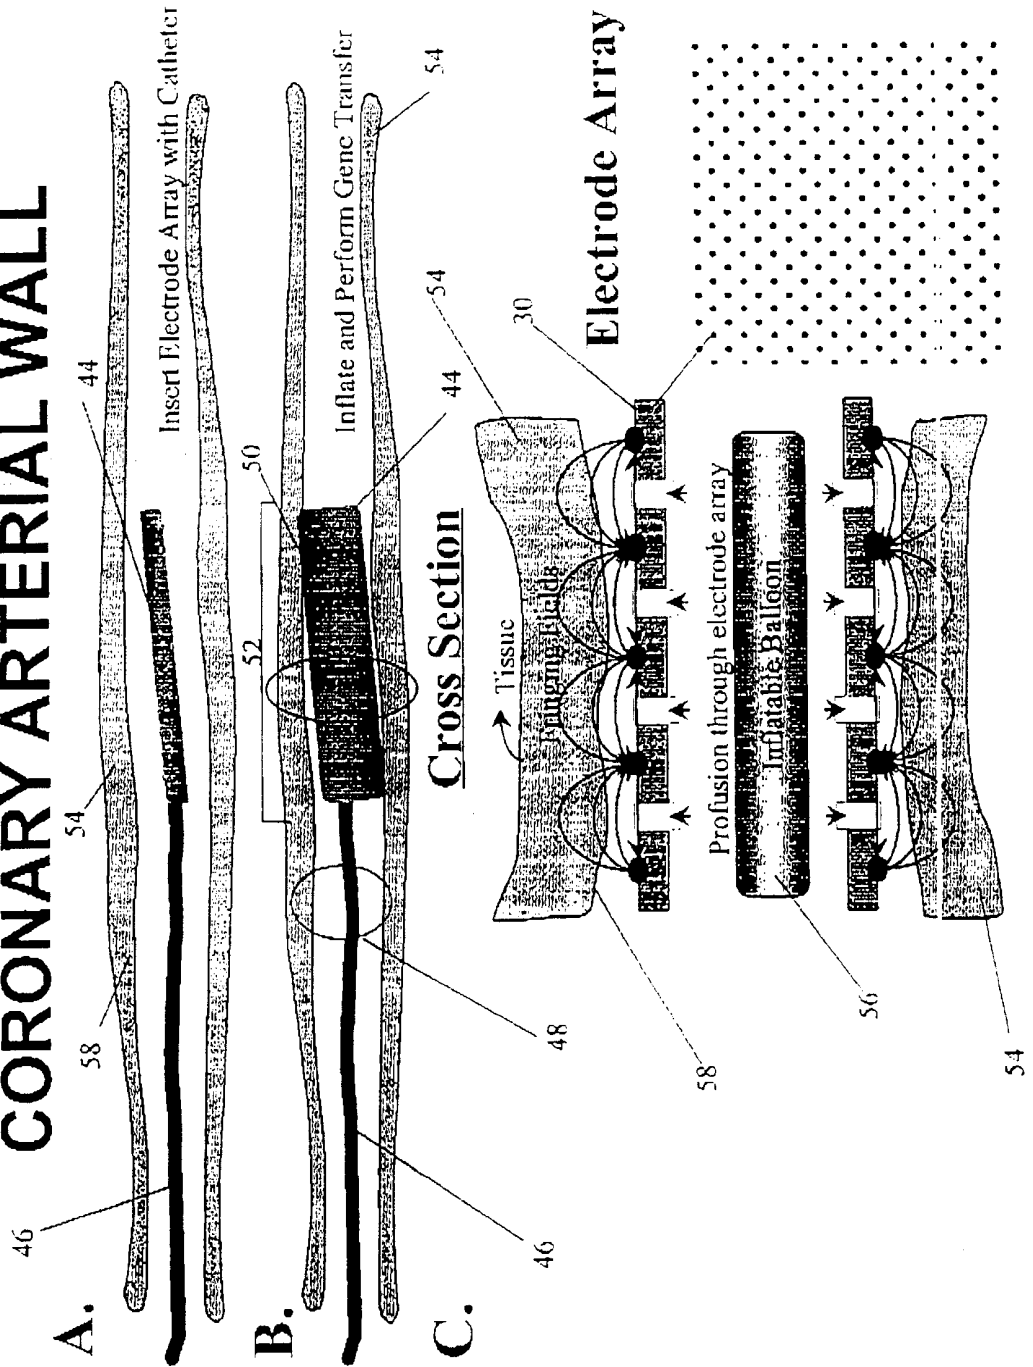 CORONARY ARTERIAL WALL
A.
46
58
54
44
Insert Electrode Array with Catheter
B.
52
50
Inflate and Perform Gene Transfer
54
46
48
44
C.
Cross Section
Tissue
Fringing Fields
54
30
Electrode Array
58
Profusion through electrode array
Inflatable Balloon
56
54